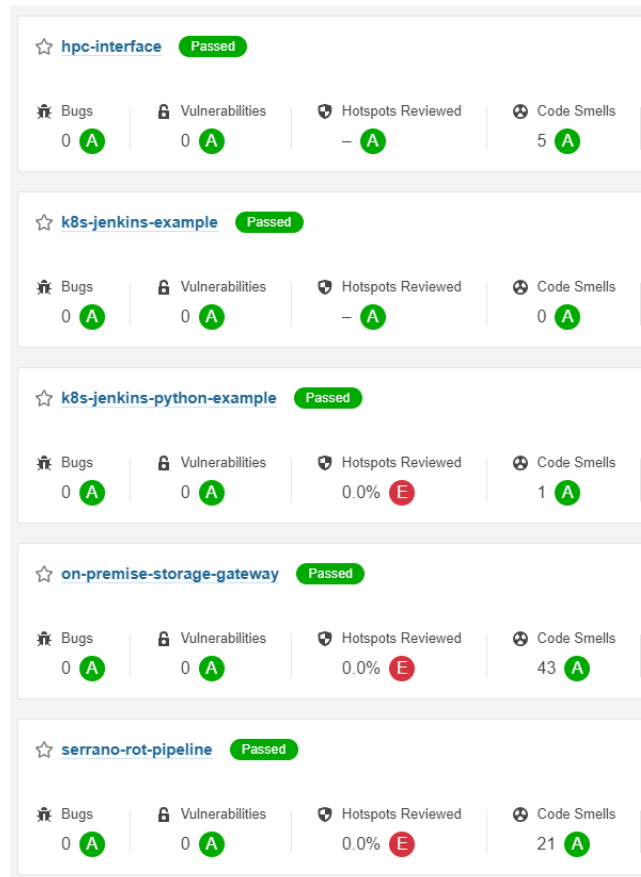 hpc-interface Passed
Bugs Vulnerabilities Hotspots Reviewed Code Smells
0 A 0 A – A 5 A
k8s-jenkins-example Passed
Bugs Vulnerabilities Hotspots Reviewed Code Smells
0 A 0 A – A 0 A
k8s-jenkins-python-example Passed
Bugs Vulnerabilities Hotspots Reviewed Code Smells
0 A 0 A 0.0% E 1 A
on-premise-storage-gateway Passed
Bugs Vulnerabilities Hotspots Reviewed Code Smells
0 A 0 A 0.0% E 43 A
serrano-rot-pipeline Passed
Bugs Vulnerabilities Hotspots Reviewed Code Smells
0 A 0 A 0.0% E 21 A